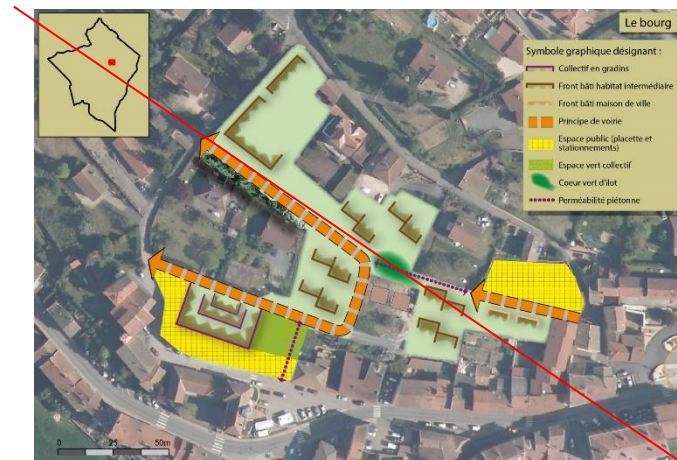 Le bourg
Symbole graphique désignant :
Collectif en gradins
Front bâti habitat intermédiaire
Front bâti maison de ville
Principe de voirie
Espace public (placette et
stationnements)
Espace vert collectif
Coeur vert d'ilot
Perméabilité piétonne
0 25 50m